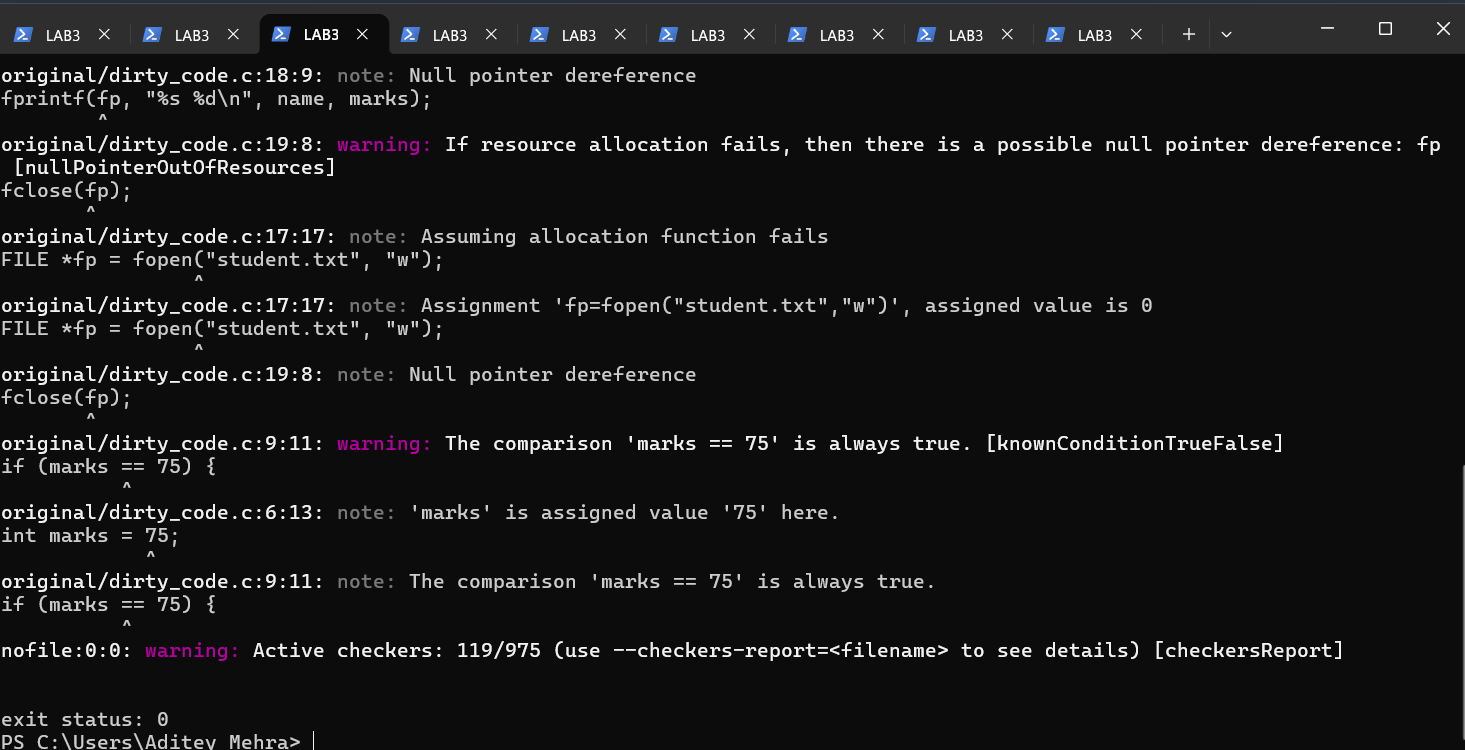 LAB3 LAB3 LAB3 LAB3 LAB3 LAB3 LAB3 LAB3 LAB3
original/dirty_code.c:18:9: note: Null pointer dereference
fprintf(fp, "%s %d\n", name, marks);
^
original/dirty_code.c:19:8: warning: If resource allocation fails, then there is a possible null pointer dereference: fp
[nullPointerOutOfResources]
fclose(fp);
^
original/dirty_code.c:17:17: note: Assuming allocation function fails
FILE *fp = fopen("student.txt", "w");
^
original/dirty_code.c:17:17: note: Assignment 'fp=fopen("student.txt","w")', assigned value is 0
FILE *fp = fopen("student.txt", "w");
^
original/dirty_code.c:19:8: note: Null pointer dereference
fclose(fp);
^
original/dirty_code.c:9:11: warning: The comparison 'marks == 75' is always true. [knownConditionTrueFalse]
if (marks == 75) {
^
original/dirty_code.c:6:13: note: 'marks' is assigned value '75' here.
int marks = 75;
^
original/dirty_code.c:9:11: note: The comparison 'marks == 75' is always true.
if (marks == 75) {
^
nofile:0:0: warning: Active checkers: 119/975 (use --checkers-report=<filename> to see details) [checkersReport]
exit status: 0
PS C:\Users\Aditey Mehra>